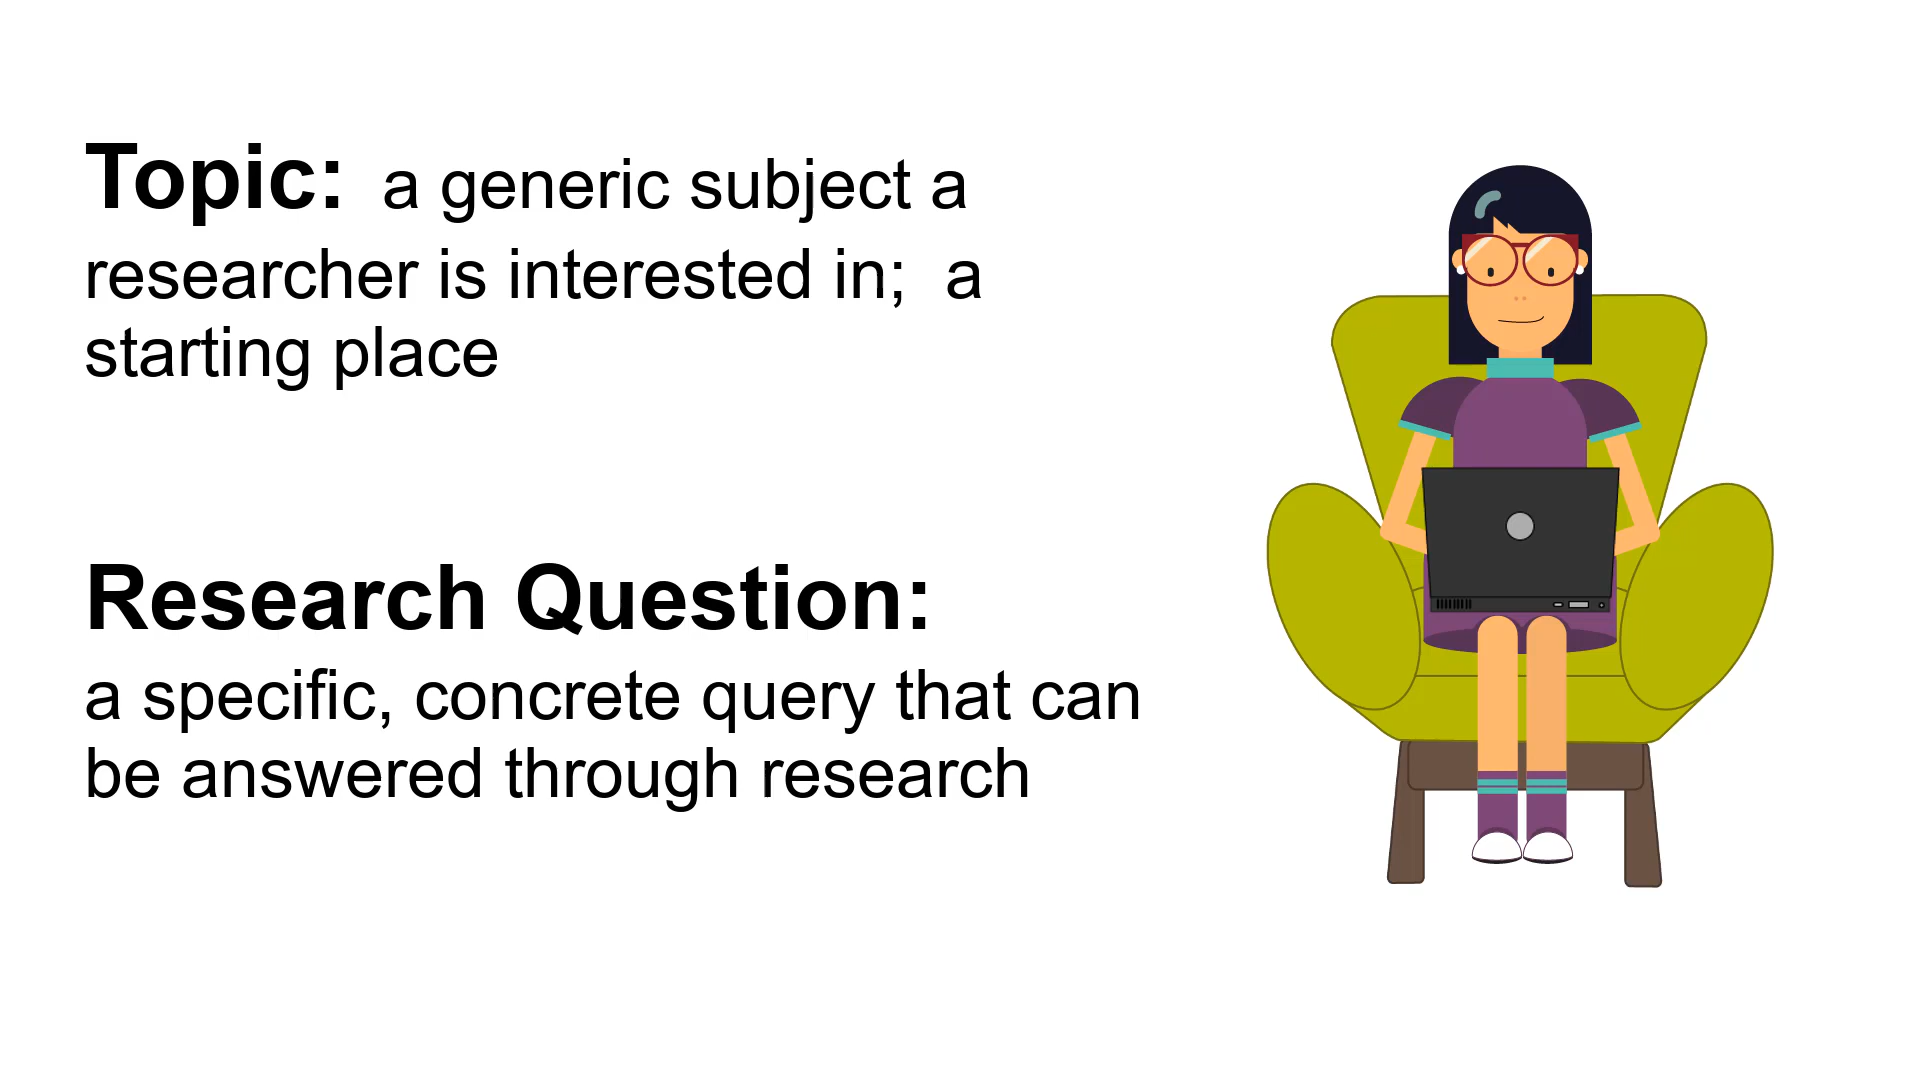 Topic:  a generic subject a
researcher is interested in;  a
starting place
Research Question:
a specific, concrete query that can
be answered through research